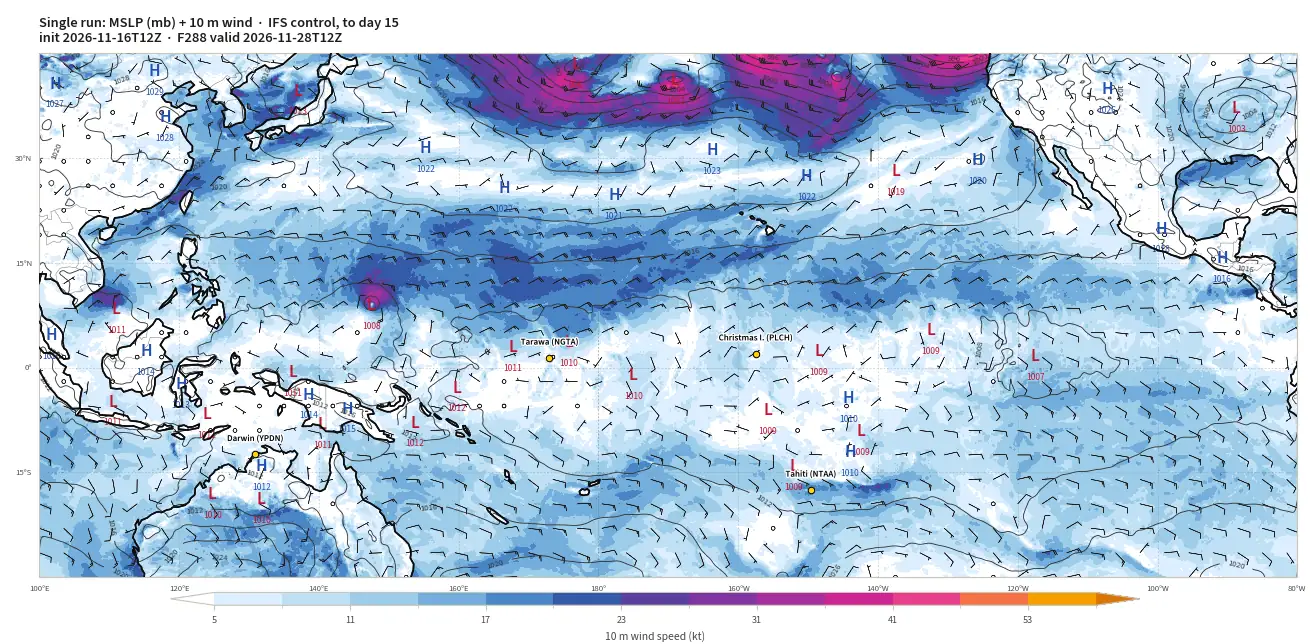 Single run: MSLP (mb) + 10 m wind · IFS control, to day 15
init 2026-11-16T12Z · F288 valid 2026-11-28T12Z
H
1027
H
1029
H
1028
L
H
1022
H
1023
H
1022
H
1021
L
1019
H
1020
H
L
1003
H
H
1016
30°N
15°N
0°
15°S
L
1008
L
1011
H
Tarawa (NGTA)
L
1011
1010
Christmas I. (PLCH)
L
1009
L
1009
L
1007
L
1010
L
1012
H
1014
H
1015
L
1011
L
1012
L
1009
H
1010
L
1009
H
1010
Darwin (YPDN)
H
1012
L
L
Tahiti (NTAA)
L
1009
100°E
120°E
140°E
160°E
180°
160°W
140°W
120°W
100°W
80°W
5
11
17
23
31
41
53
10 m wind speed (kt)